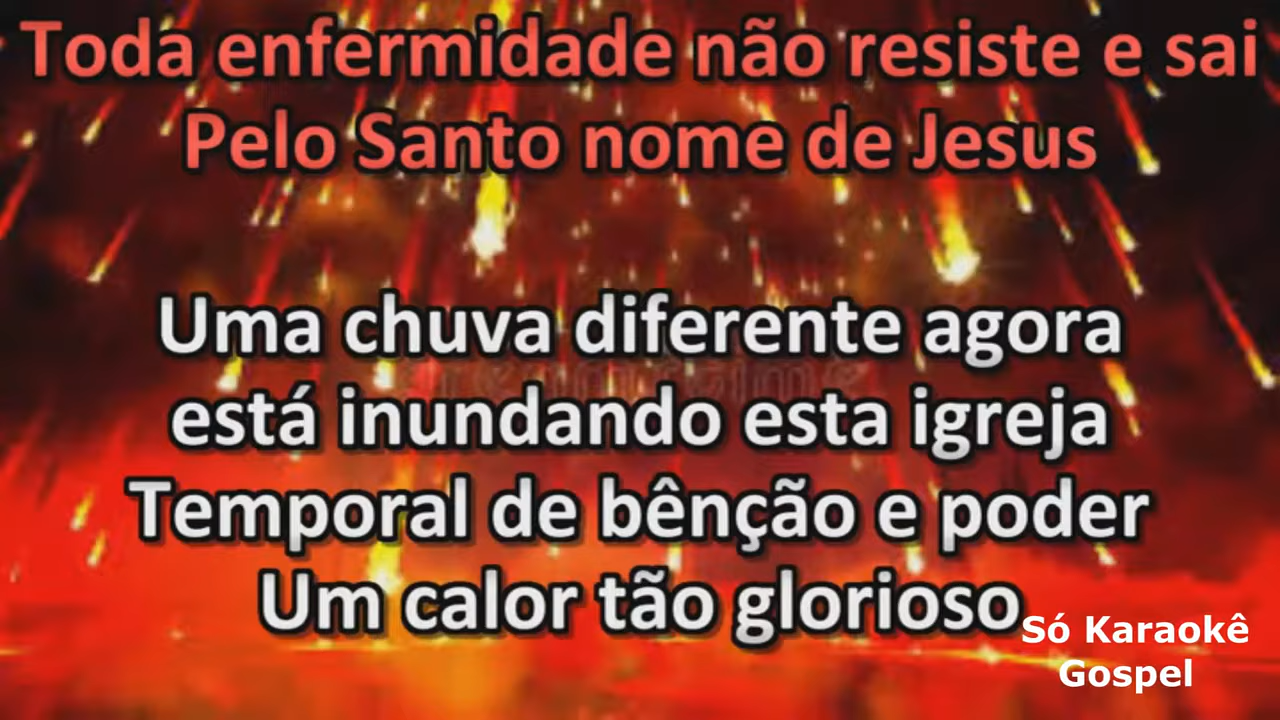 Toda enfermidade não resiste e sai
Pelo Santo nome de Jesus
Uma chuva diferente agora
está inundando esta igreja
Temporal de bênção e poder
Um calor tão glorioso
Só Karaokê
Gospel